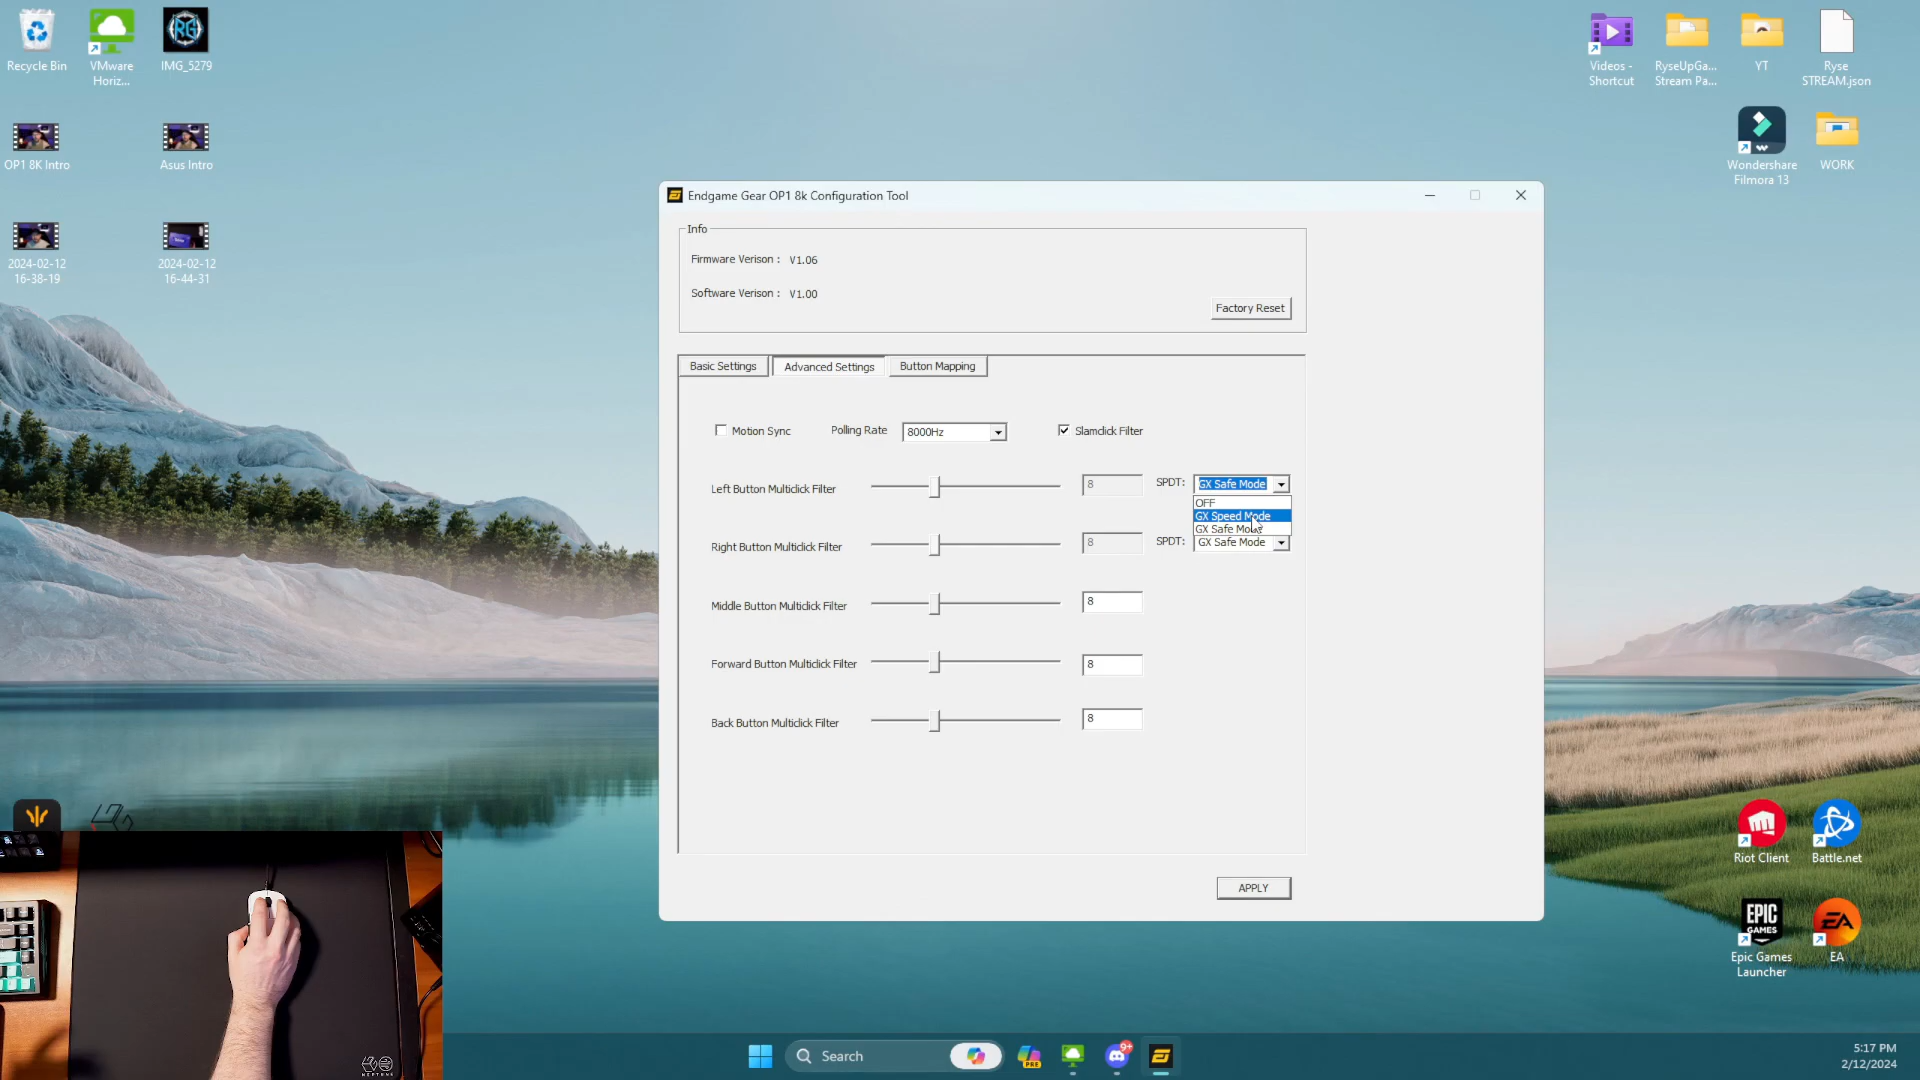 Recycle Bin
VMware
Horiz...
IMG_5279
Videos -
Shortcut
RyseUpGa...
Stream Pa...
YT
Ryse
STREAM.json
OP1 8K Intro
Asus Intro
Wondershare
Filmora 13
WORK
2024-02-12
16-38-19
2024-02-12
16-44-31
Endgame Gear OP1 8k Configuration Tool
Info
Firmware Verison : V1.06
Software Verison : V1.00
Factory Reset
Basic Settings
Advanced Settings
Button Mapping
Motion Sync
Polling Rate
8000Hz
Slamclick Filter
Left Button Multiclick Filter
8
SPDT:
GX Safe Mode
OFF
GX Speed Mode
GX Safe Mode
Right Button Multiclick Filter
8
SPDT:
GX Safe Mode
Middle Button Multiclick Filter
8
Forward Button Multiclick Filter
8
Back Button Multiclick Filter
8
APPLY
Riot Client
Battle.net
EPIC
GAMES
Epic Games
Launcher
EA
EA
Search
PRE
9+
5:17 PM
2/12/2024